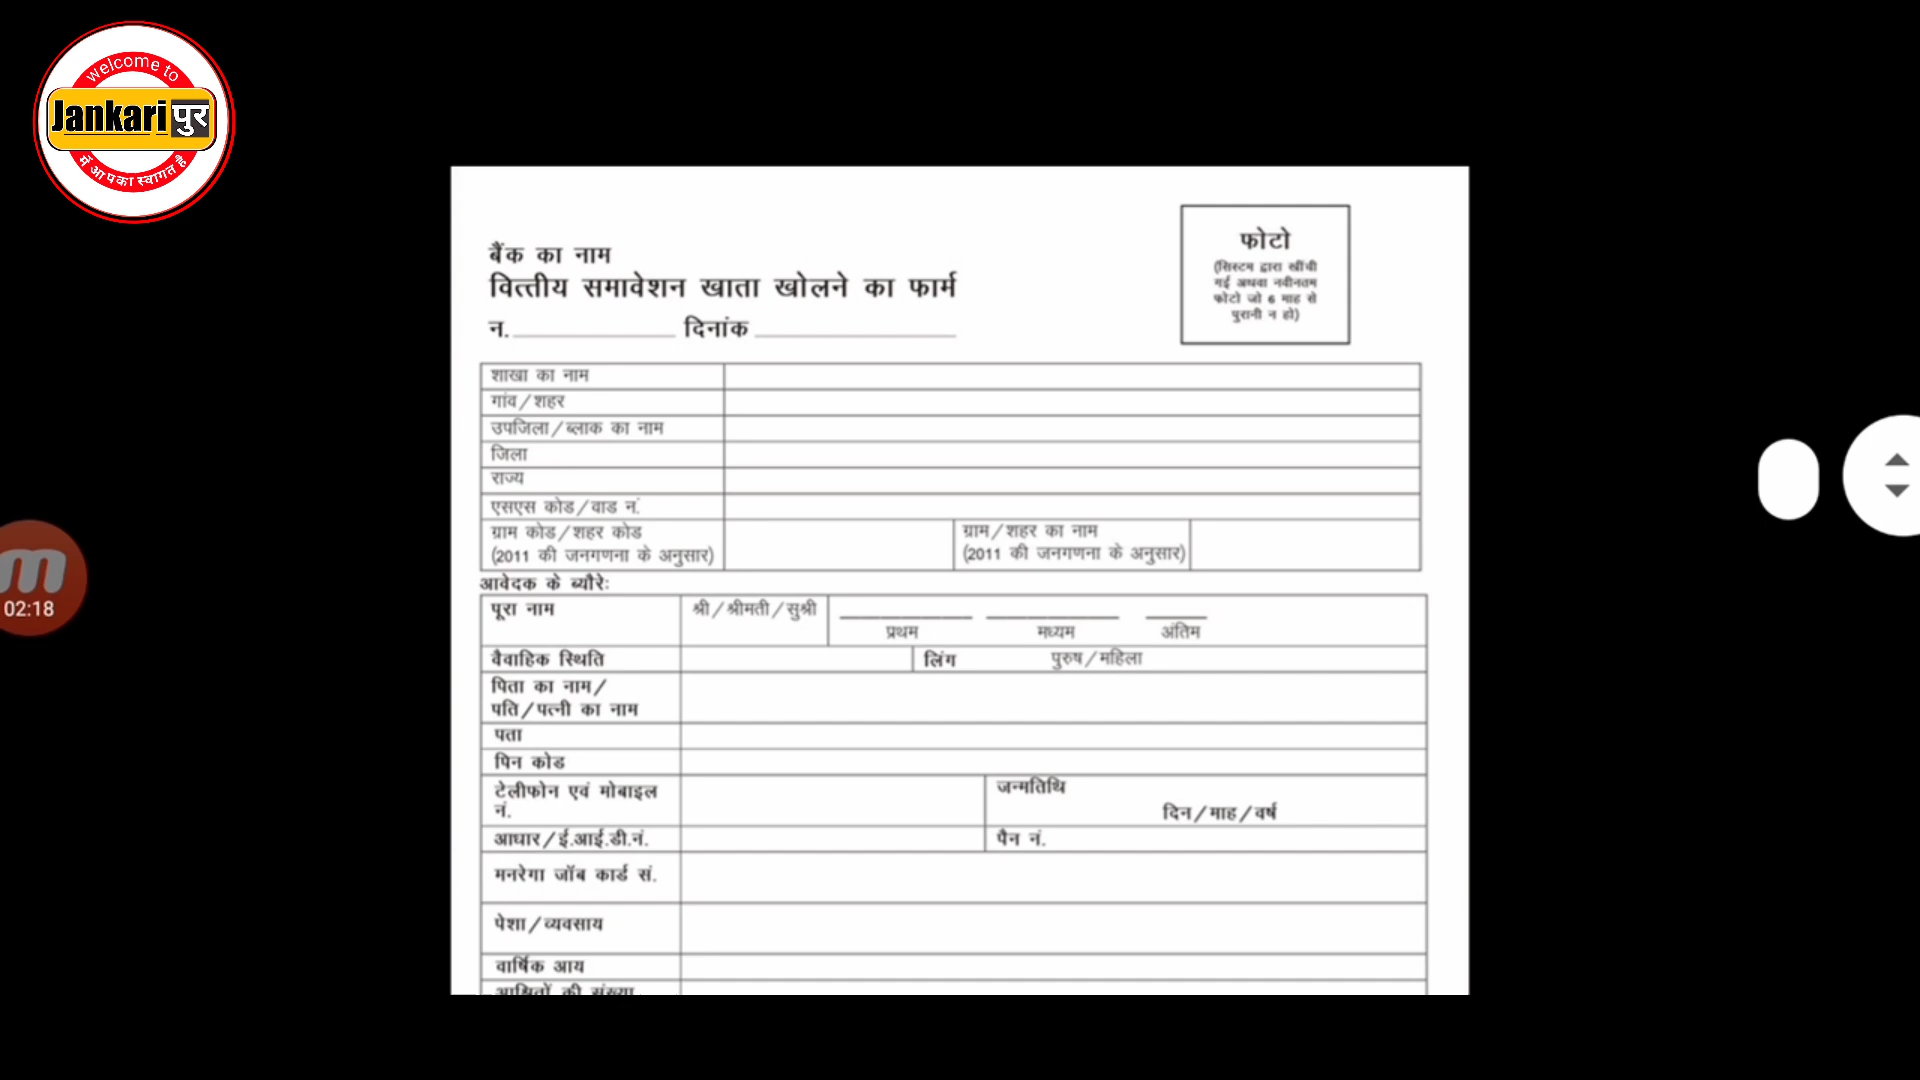 welcome to
Jankari पुर
में आपका स्वागत है
बैंक का नाम
वित्तीय समावेशन खाता खोलने का फार्म
न. दिनांक
फोटो
(सिस्टम द्वारा खींची
गई अथवा नवीनतम
फोटो जो 6 माह से
पुरानी न हो)
शाखा का नाम
गांव/शहर
उपजिला/ब्लाक का नाम
जिला
राज्य
एसएस कोड/वाड नं.
ग्राम कोड/शहर कोड
(2011 की जनगणना के अनुसार)
ग्राम/शहर का नाम
(2011 की जनगणना के अनुसार)
आवेदक के ब्यौरे:
पूरा नाम श्री/श्रीमती/सुश्री
प्रथम मध्यम अंतिम
वैवाहिक स्थिति लिंग पुरुष/महिला
पिता का नाम/
पति/पत्नी का नाम
पता
पिन कोड
टेलीफोन एवं मोबाइल
नं.
जन्मतिथि
दिन/माह/वर्ष
आधार/ई.आई.डी.नं. पैन नं.
मनरेगा जॉब कार्ड सं.
पेशा/व्यवसाय
वार्षिक आय
आश्रितों की संख्या
02:18